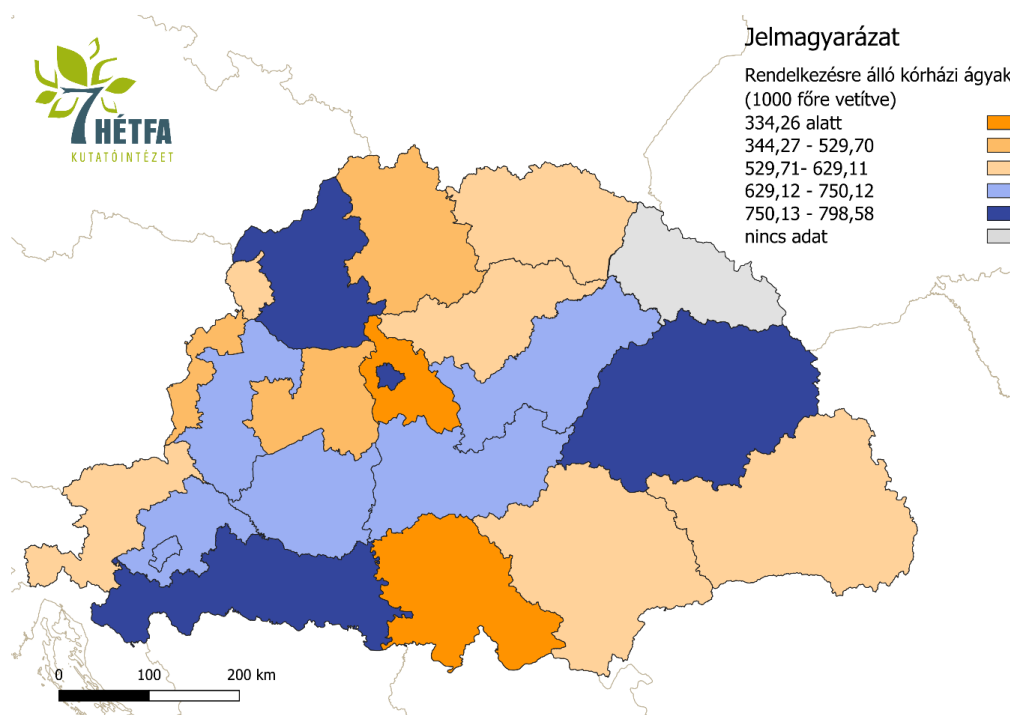 7 HÉTFA
KUTATÓINTÉZET
Jelmagyarázat
Rendelkezésre álló kórházi ágyak
(1000 főre vetítve)
334,26 alatt
344,27 - 529,70
529,71- 629,11
629,12 - 750,12
750,13 - 798,58
nincs adat
0 100 200 km